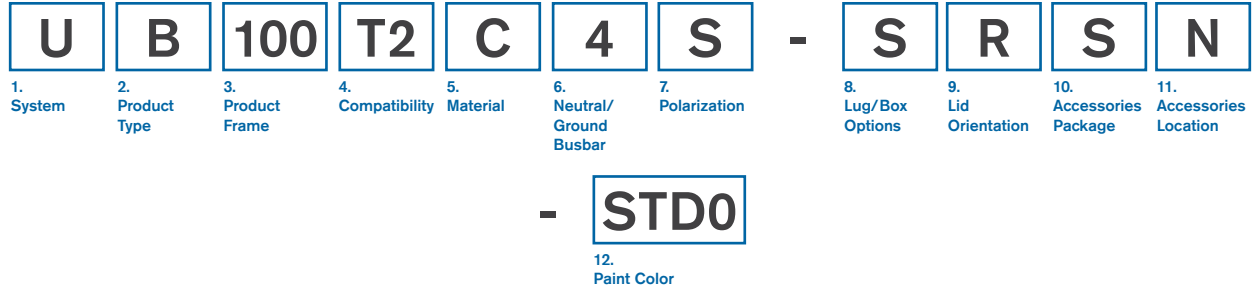 U B 100 T2 C 4 S - S R S N
1. 2. 3. 4. 5. 6. 7. 8. 9. 10. 11.
System Product Product Compatibility Material Neutral/ Polarization Lug/Box Lid Accessories Accessories
Type Frame Ground Options Orientation Package Location
Busbar
- STD0
12.
Paint Color